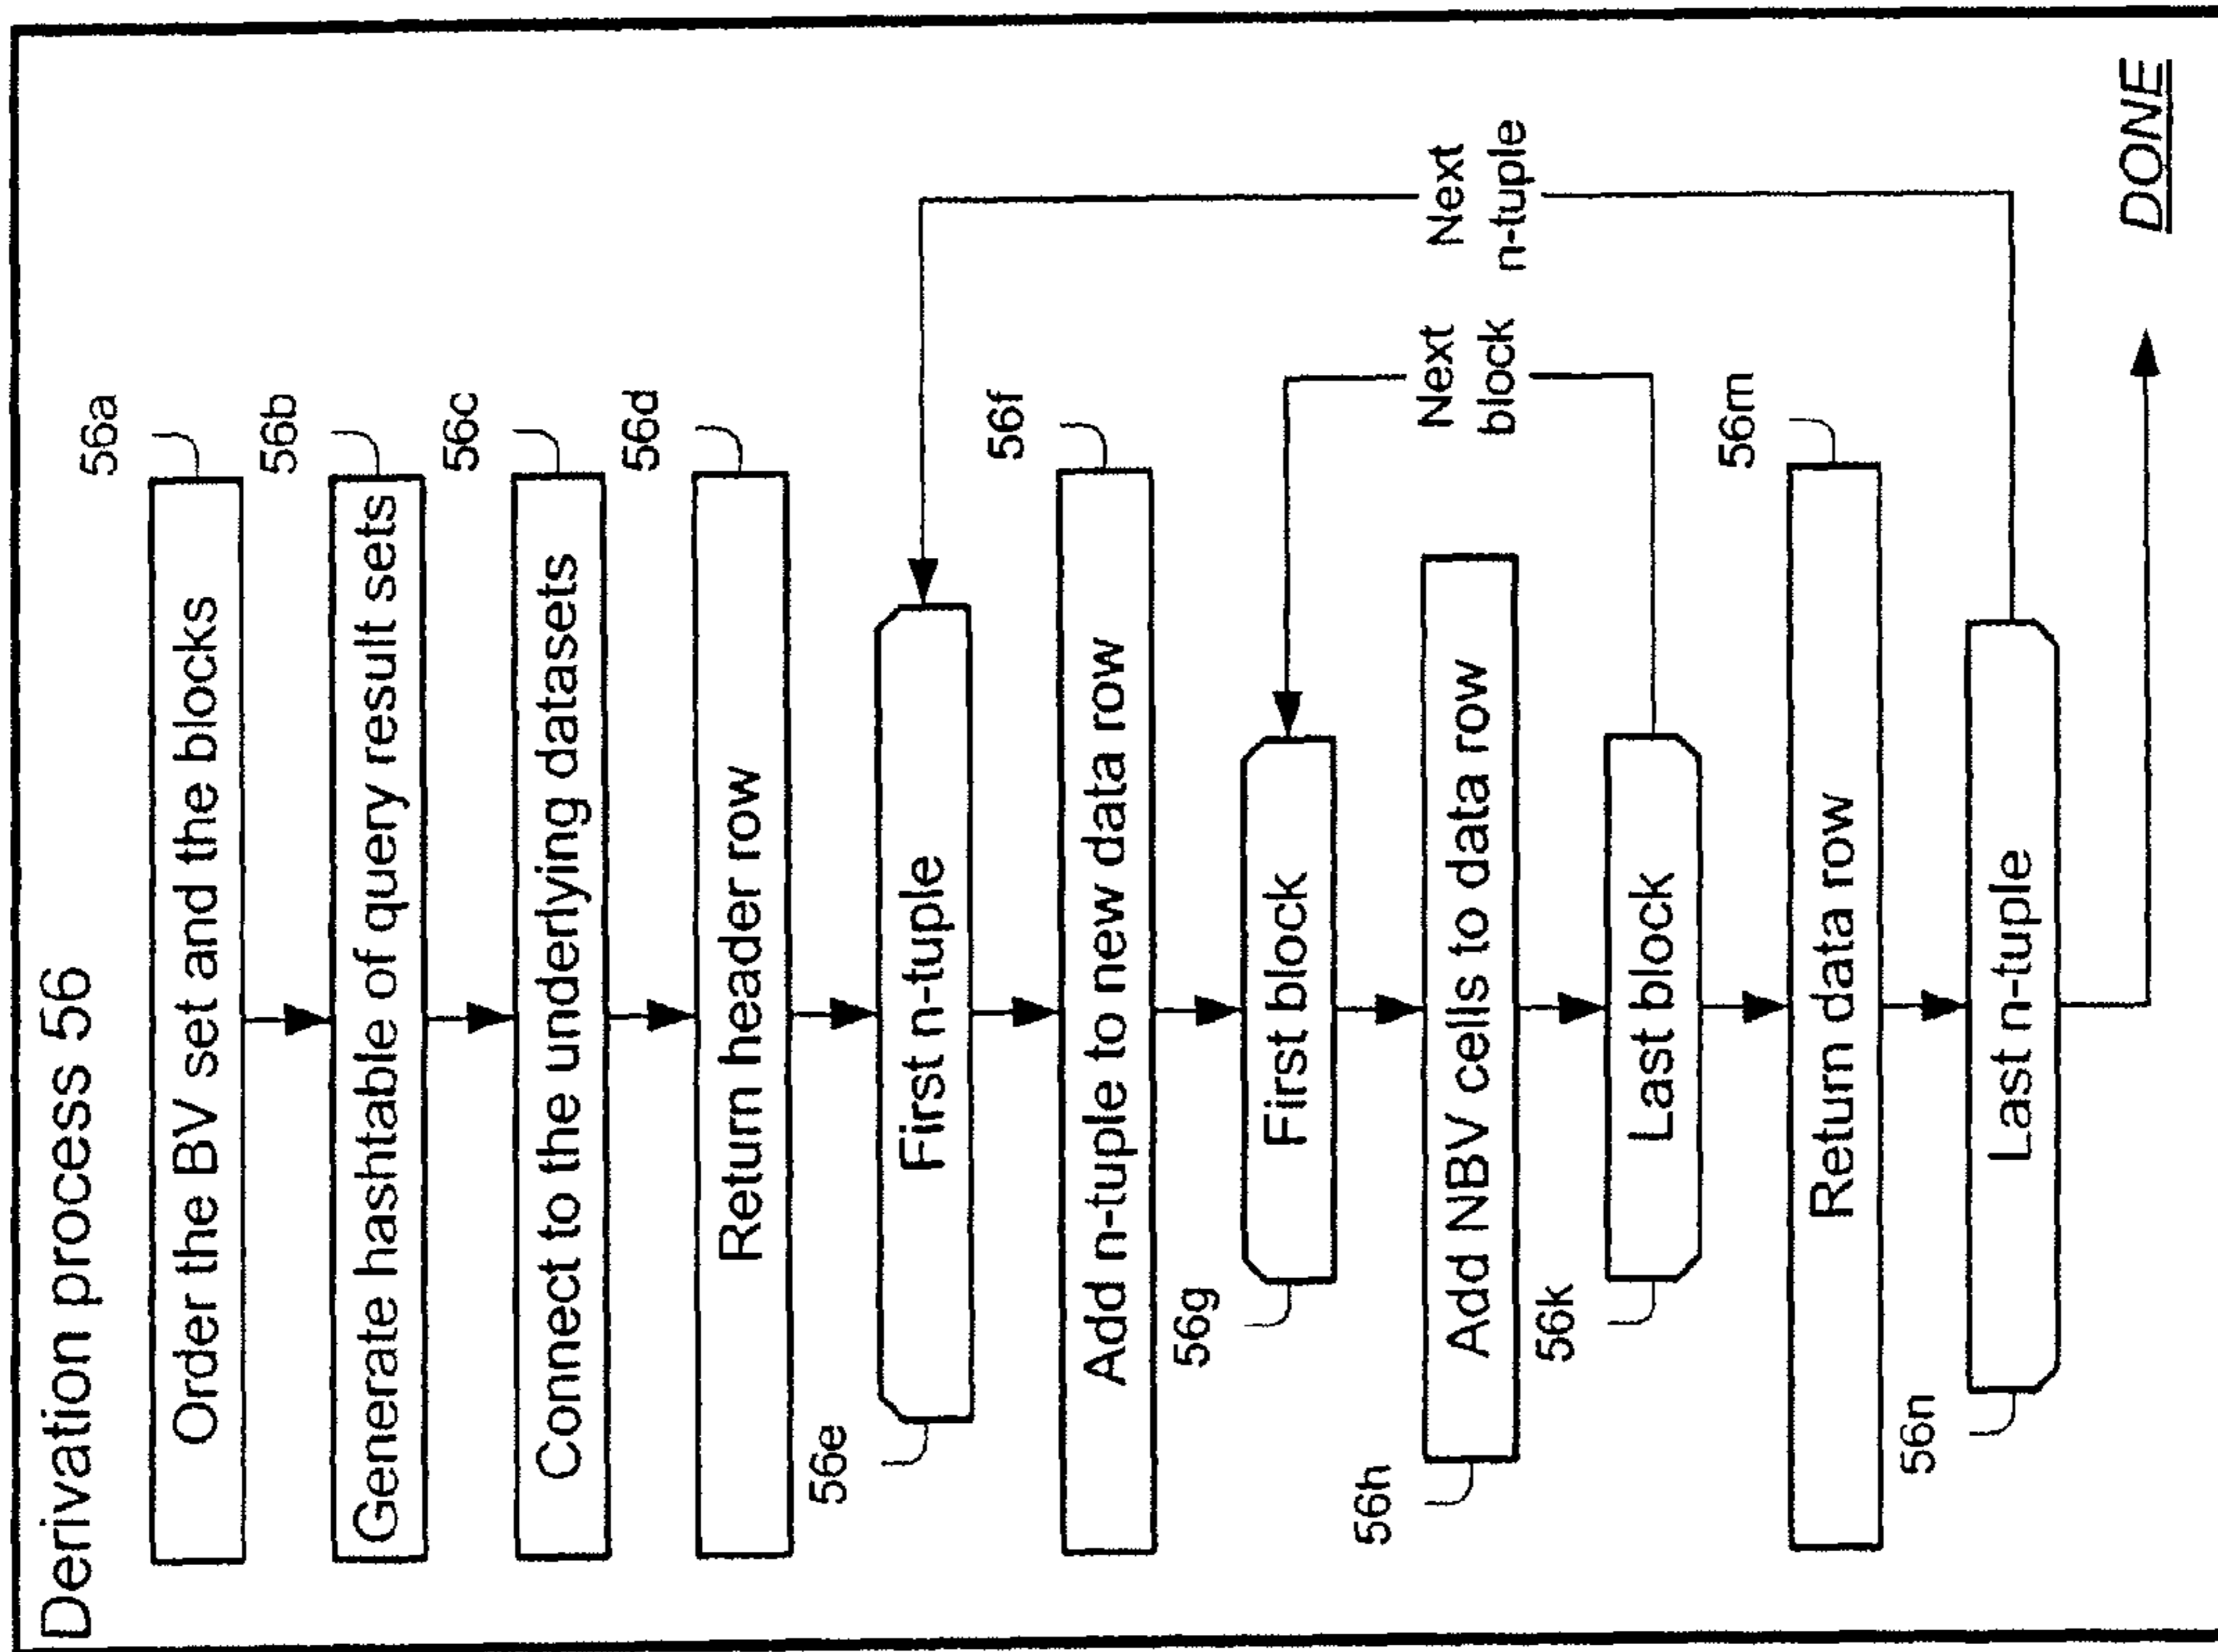 Derivation process 56
56a
Order the BV set and the blocks
56b
Generate hashtable of query result sets
56c
Connect to the underlying datasets
56d
Return header row
56e
First n-tuple
56f
Add n-tuple to new data row
56g
First block
56h
Add NBV cells to data row
Next
block
Next
n-tuple
56k
Last block
56m
Return data row
56n
Last n-tuple
DONE